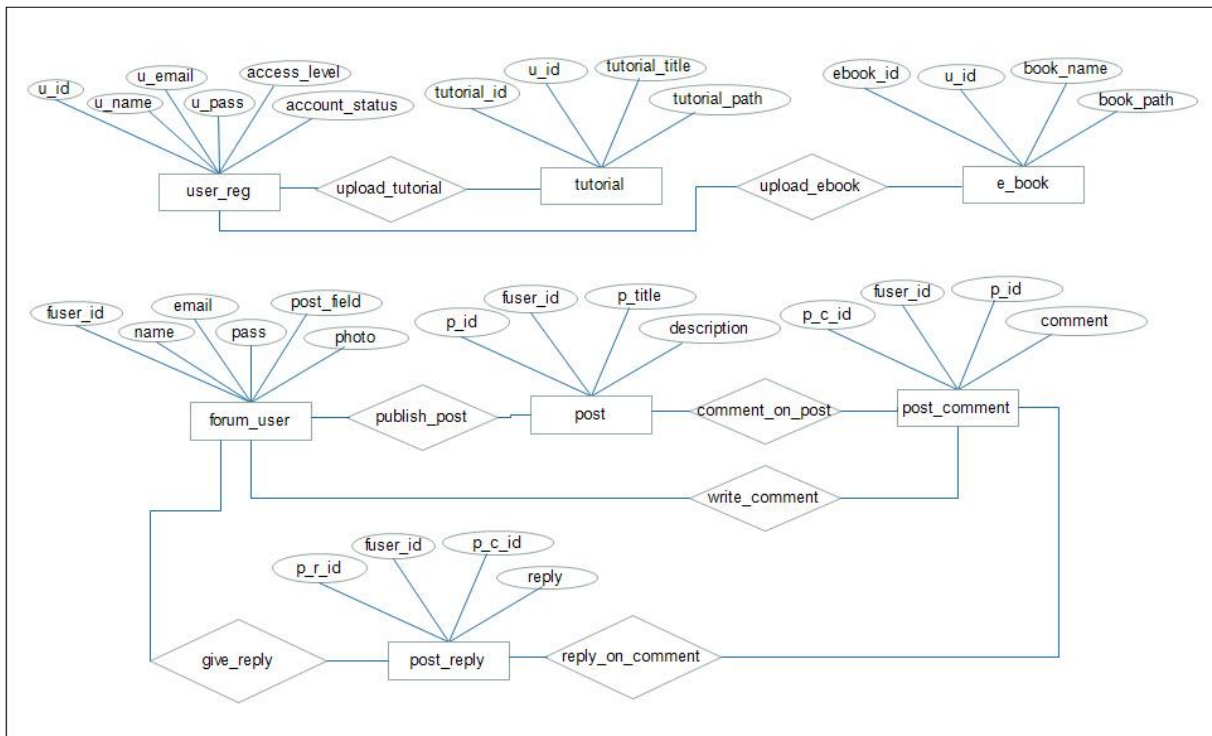 u_id
u_name
u_email
u_pass
access_level
account_status
user_reg
upload_tutorial
tutorial_id
u_id
tutorial_title
tutorial_path
tutorial
upload_ebook
ebook_id
u_id
book_name
book_path
e_book
fuser_id
name
email
pass
post_field
photo
forum_user
publish_post
p_id
fuser_id
p_title
description
post
comment_on_post
p_c_id
fuser_id
p_id
comment
post_comment
write_comment
p_r_id
fuser_id
p_c_id
reply
give_reply
post_reply
reply_on_comment